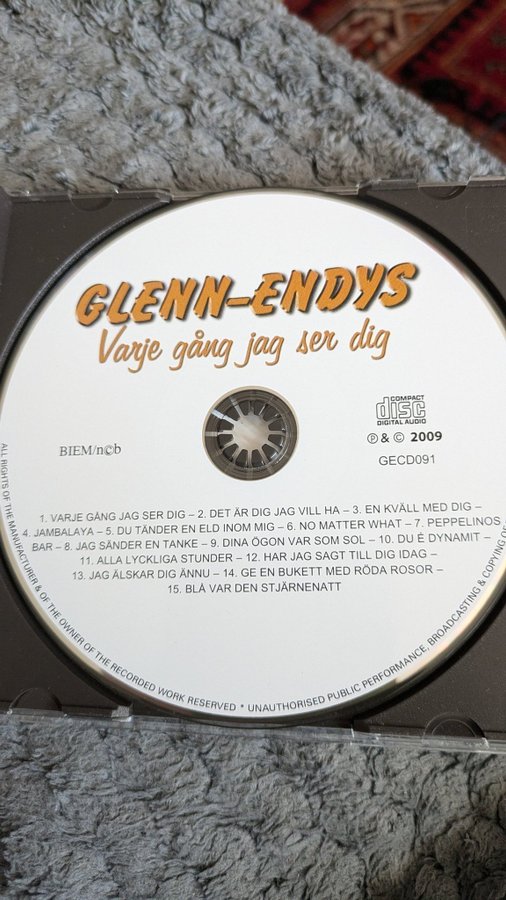 GLENN-ENDYS
Varje gång jag ser dig
COMPACT
disc
DIGITAL AUDIO
BIEM/n©b
℗ & © 2009
GECD091
1. VARJE GÅNG JAG SER DIG – 2. DET ÄR DIG JAG VILL HA – 3. EN KVÄLL MED DIG –
4. JAMBALAYA – 5. DU TÄNDER EN ELD INOM MIG – 6. NO MATTER WHAT – 7. PEPPELINOS
BAR – 8. JAG SÄNDER EN TANKE – 9. DINA ÖGON VAR SOM SOL – 10. DU É DYNAMIT –
11. ALLA LYCKLIGA STUNDER – 12. HAR JAG SAGT TILL DIG IDAG –
13. JAG ÄLSKAR DIG ÄNNU – 14. GE EN BUKETT MED RÖDA ROSOR –
15. BLÅ VAR DEN STJÄRNENATT
ALL RIGHTS OF THE MANUFACTURER & OF THE OWNER OF THE RECORDED WORK RESERVED * UNAUTHORISED PUBLIC PERFORMANCE, BROADCASTING & COPYING OF